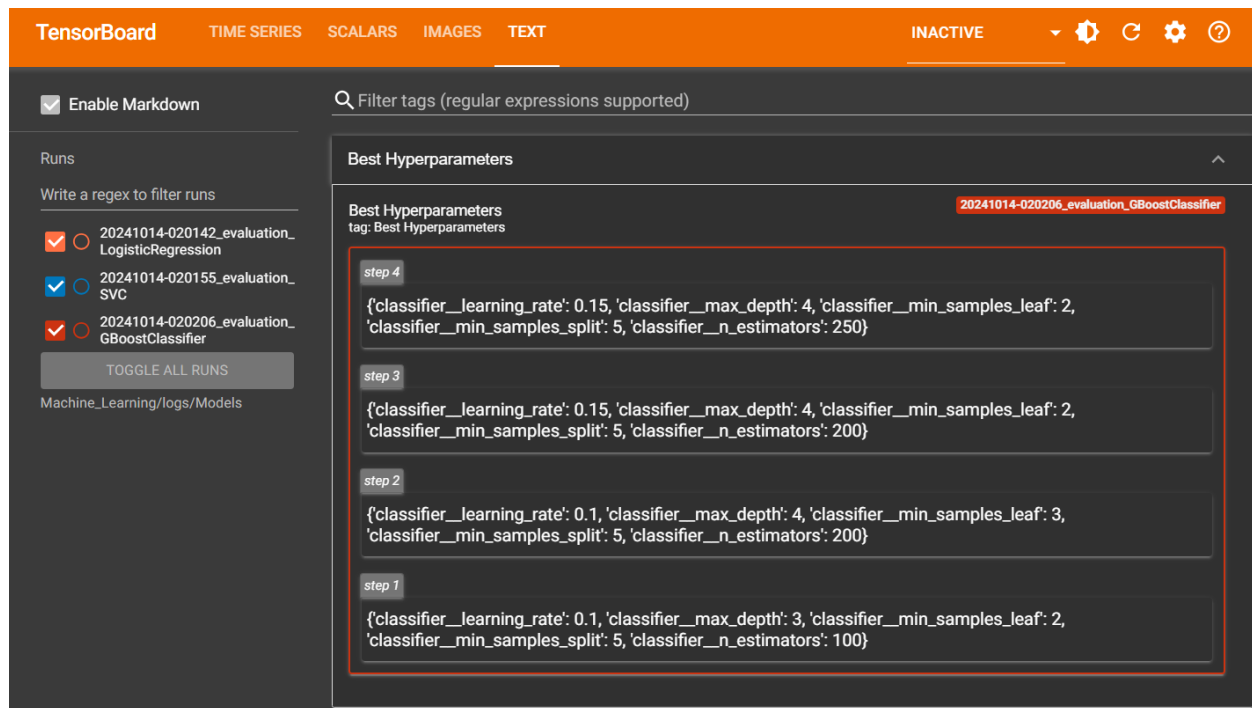 TensorBoard TIME SERIES SCALARS IMAGES TEXT INACTIVE
Enable Markdown
Filter tags (regular expressions supported)
Runs
Write a regex to filter runs
20241014-020142_evaluation_
LogisticRegression
20241014-020155_evaluation_
SVC
20241014-020206_evaluation_
GBoostClassifier
TOGGLE ALL RUNS
Machine_Learning/logs/Models
Best Hyperparameters
Best Hyperparameters
tag: Best Hyperparameters
20241014-020206_evaluation_GBoostClassifier
step 4
{'classifier__learning_rate': 0.15, 'classifier__max_depth': 4, 'classifier__min_samples_leaf': 2,
'classifier__min_samples_split': 5, 'classifier__n_estimators': 250}
step 3
{'classifier__learning_rate': 0.15, 'classifier__max_depth': 4, 'classifier__min_samples_leaf': 2,
'classifier__min_samples_split': 5, 'classifier__n_estimators': 200}
step 2
{'classifier__learning_rate': 0.1, 'classifier__max_depth': 4, 'classifier__min_samples_leaf': 3,
'classifier__min_samples_split': 5, 'classifier__n_estimators': 200}
step 1
{'classifier__learning_rate': 0.1, 'classifier__max_depth': 3, 'classifier__min_samples_leaf': 2,
'classifier__min_samples_split': 5, 'classifier__n_estimators': 100}